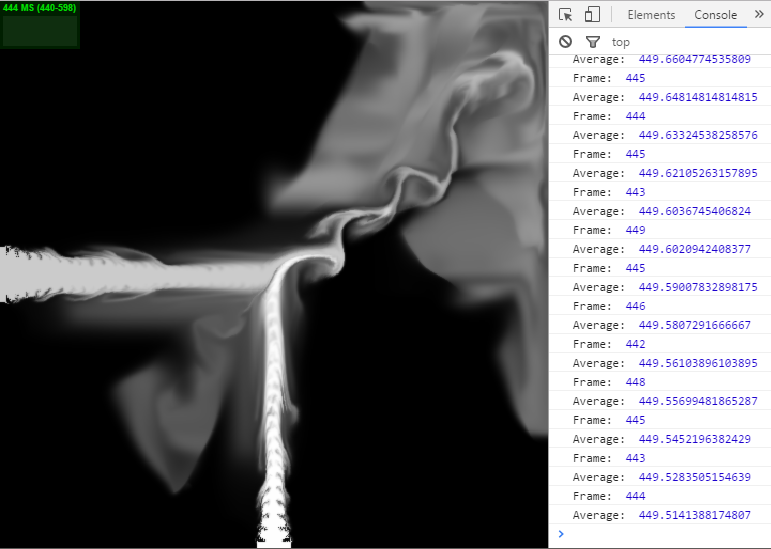 444 MS (440-598)
Elements Console »
top
Average: 449.6604774535809
Frame: 445
Average: 449.64814814814815
Frame: 444
Average: 449.63324538258576
Frame: 445
Average: 449.62105263157895
Frame: 443
Average: 449.6036745406824
Frame: 449
Average: 449.6020942408377
Frame: 445
Average: 449.59007832898175
Frame: 446
Average: 449.5807291666667
Frame: 442
Average: 449.56103896103895
Frame: 448
Average: 449.55699481865287
Frame: 445
Average: 449.5452196382429
Frame: 443
Average: 449.5283505154639
Frame: 444
Average: 449.5141388174807